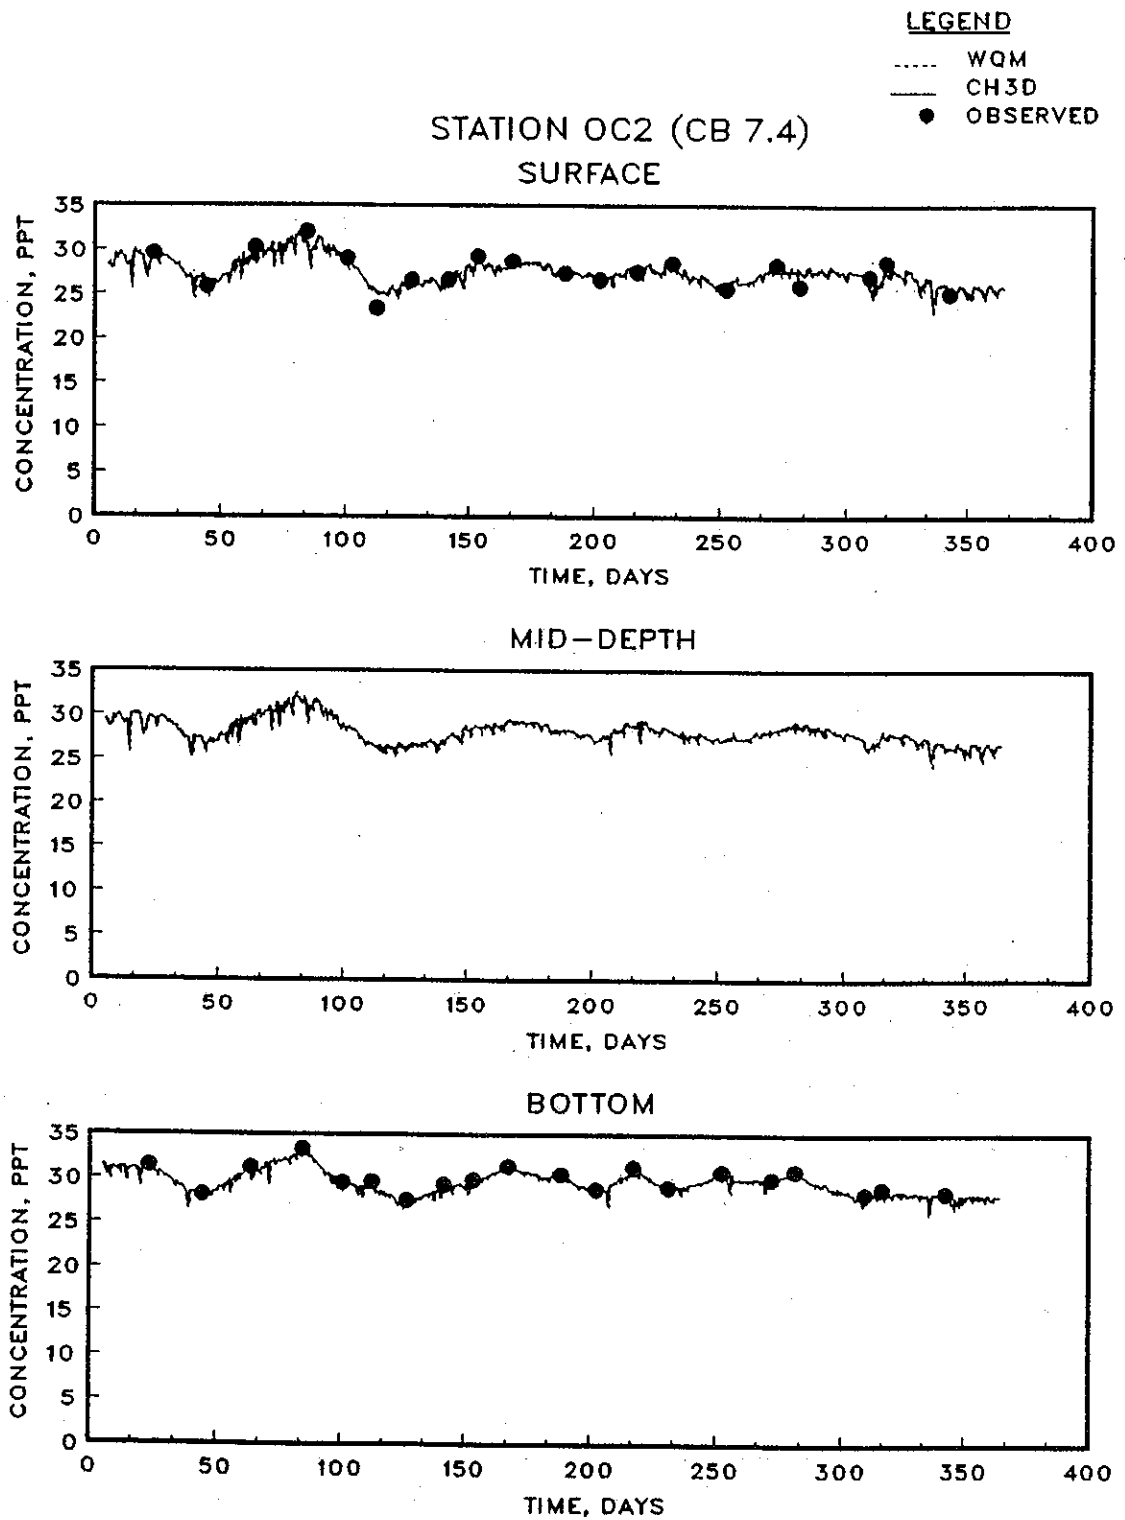 LEGEND
WQM
CH3D
OBSERVED
STATION OC2 (CB 7.4)
SURFACE
CONCENTRATION, PPT
35
30
25
20
15
10
5
0
0 50 100 150 200 250 300 350 400
TIME, DAYS
MID-DEPTH
CONCENTRATION, PPT
35
30
25
20
15
10
5
0
0 50 100 150 200 250 300 350 400
TIME, DAYS
BOTTOM
CONCENTRATION, PPT
35
30
25
20
15
10
5
0
0 50 100 150 200 250 300 350 400
TIME, DAYS